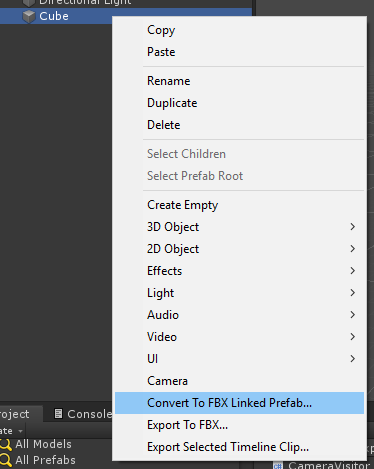 Directional Light
Cube
Copy
Paste
Rename
Duplicate
Delete
Select Children
Select Prefab Root
Create Empty
3D Object
2D Object
Effects
Light
Audio
Video
UI
Camera
Convert To FBX Linked Prefab...
Export To FBX...
Export Selected Timeline Clip...
roject
Console
ate
All Models
All Prefabs
CameraVisitor